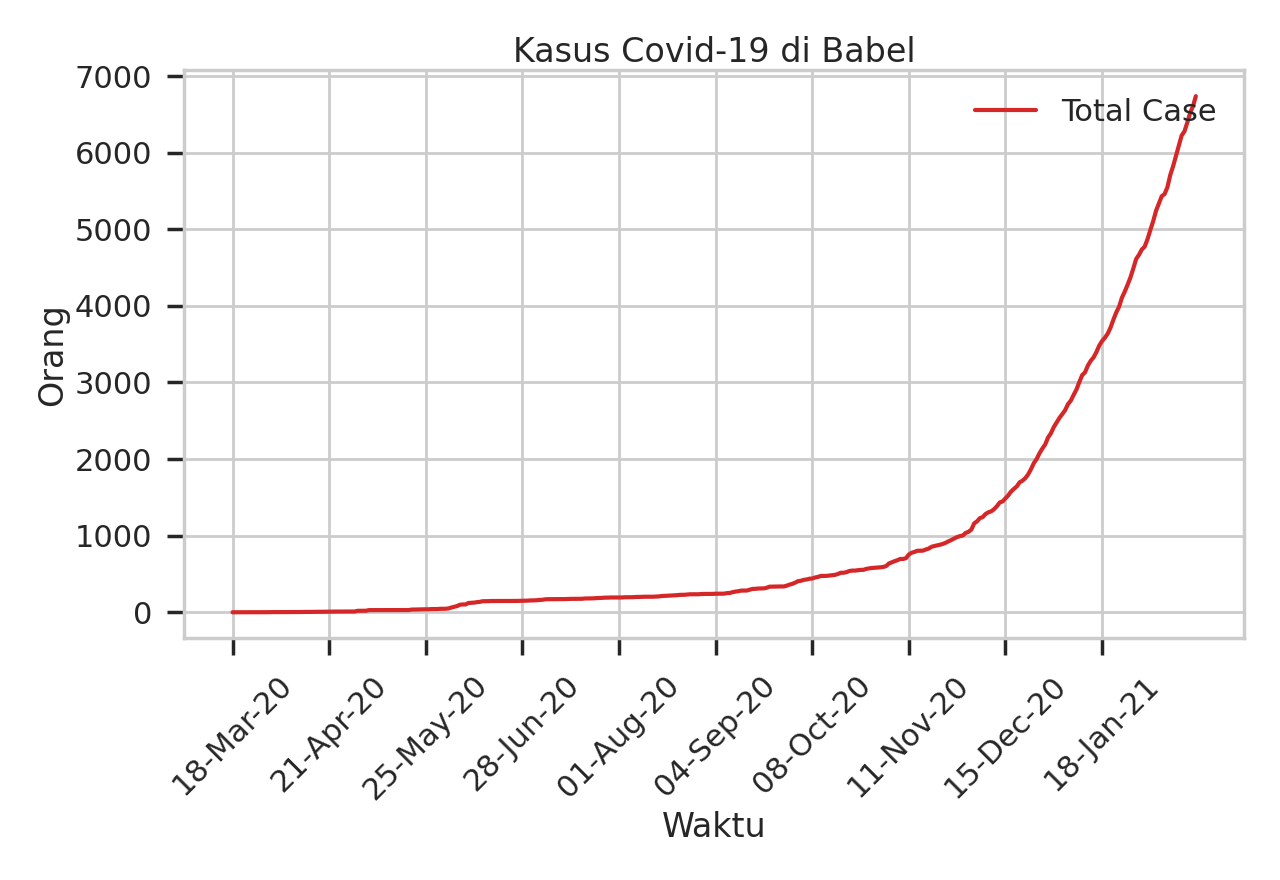 Kasus Covid-19 di Babel
Total Case
7000
6000
5000
4000
3000
2000
1000
0
Orang
18-Mar-20
21-Apr-20
25-May-20
28-Jun-20
01-Aug-20
04-Sep-20
08-Oct-20
11-Nov-20
15-Dec-20
18-Jan-21
Waktu